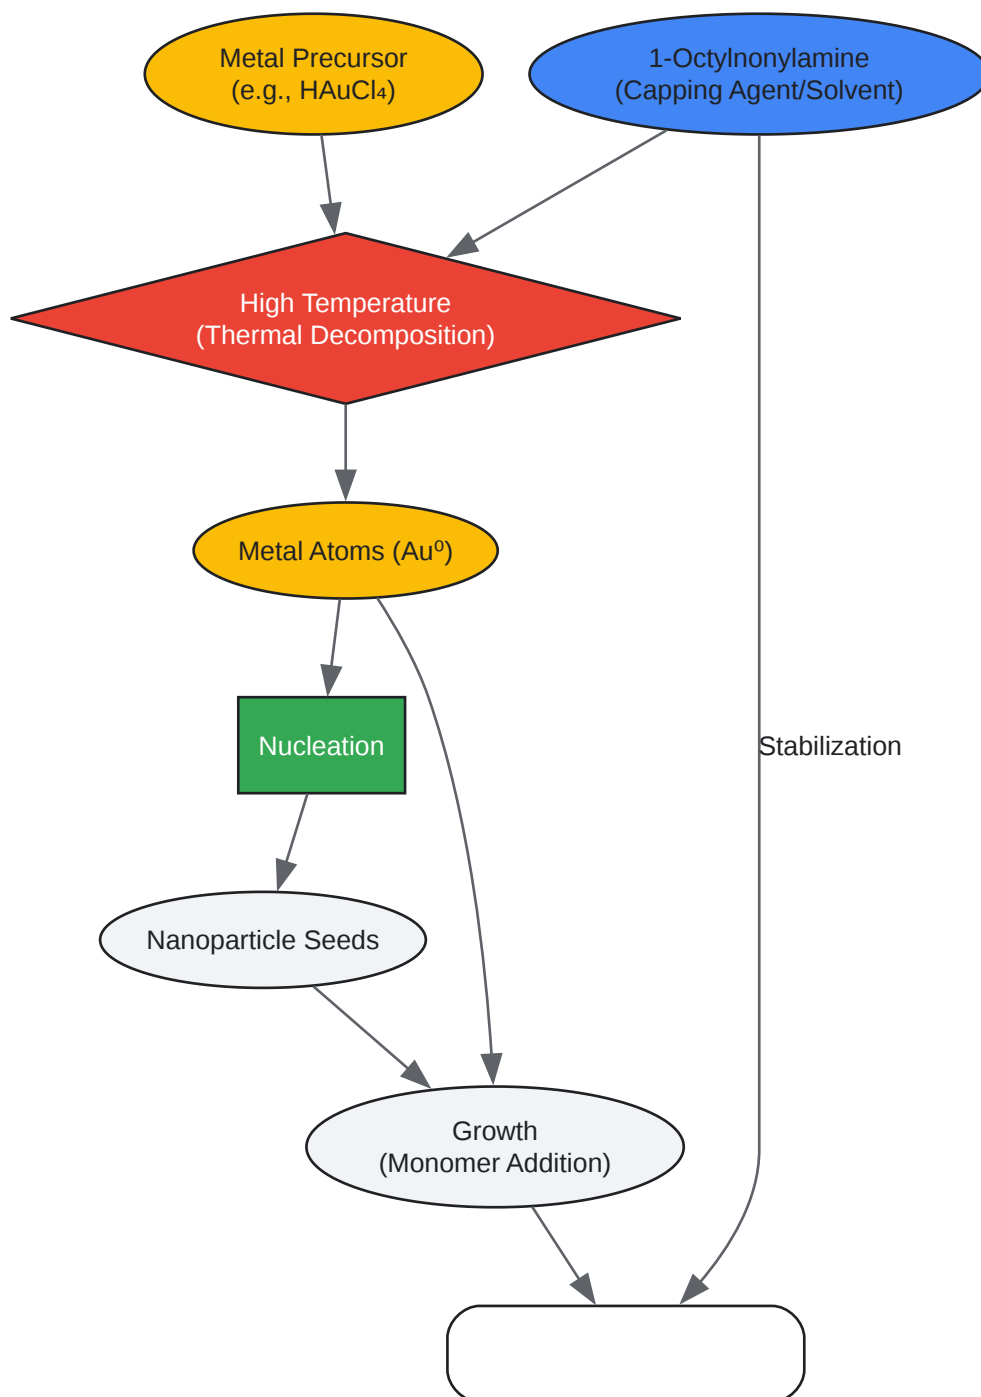 Metal Precursor
(e.g., HAuCl₄)
1-Octylnonylamine
(Capping Agent/Solvent)
High Temperature
(Thermal Decomposition)
Metal Atoms (Au⁰)
Nucleation
Stabilization
Nanoparticle Seeds
Growth
(Monomer Addition)